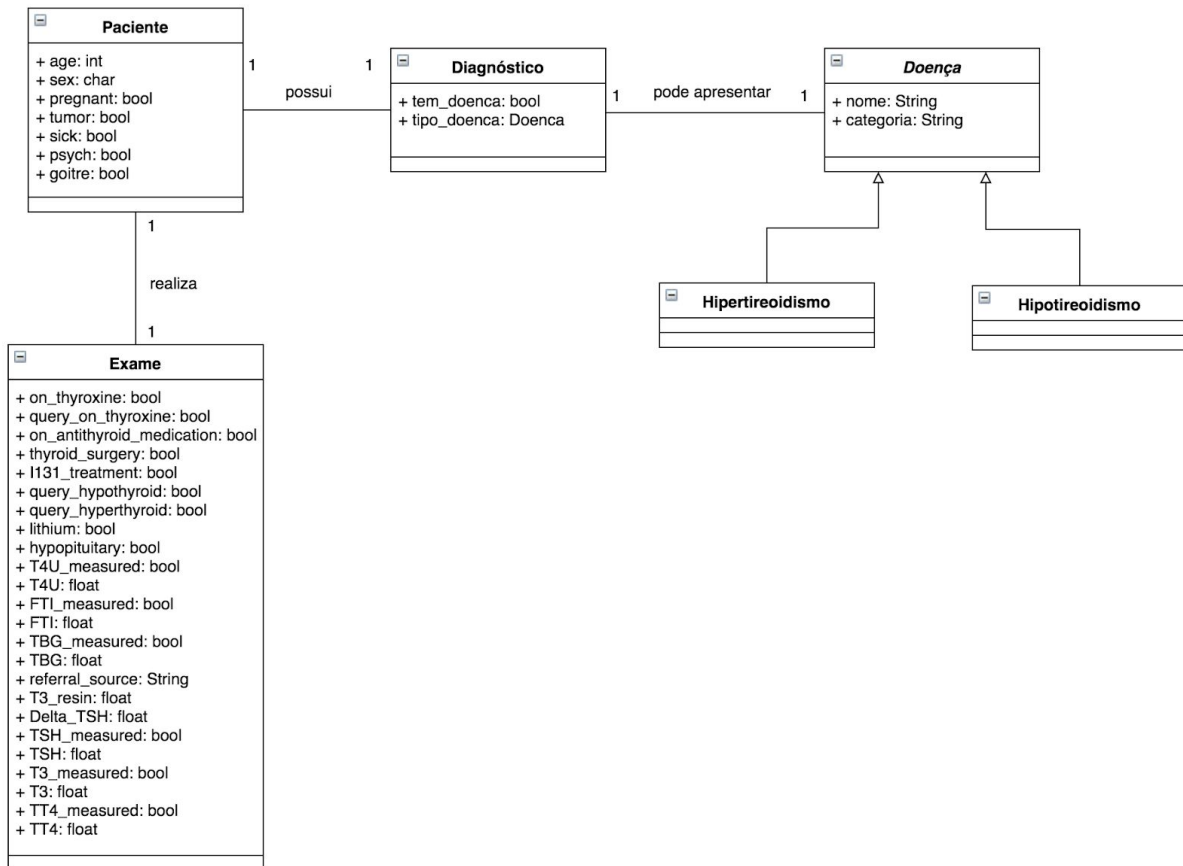 Paciente
+ age: int
+ sex: char
+ pregnant: bool
+ tumor: bool
+ sick: bool
+ psych: bool
+ goitre: bool
1
possui
1
Diagnóstico
+ tem_doenca: bool
+ tipo_doenca: Doenca
1
pode apresentar
1
Doença
+ nome: String
+ categoria: String
Hipertireoidismo
Hipotireoidismo
1
realiza
1
Exame
+ on_thyroxine: bool
+ query_on_thyroxine: bool
+ on_antithyroid_medication: bool
+ thyroid_surgery: bool
+ I131_treatment: bool
+ query_hypothyroid: bool
+ query_hyperthyroid: bool
+ lithium: bool
+ hypopituitary: bool
+ T4U_measured: bool
+ T4U: float
+ FTI_measured: bool
+ FTI: float
+ TBG_measured: bool
+ TBG: float
+ referral_source: String
+ T3_resin: float
+ Delta_TSH: float
+ TSH_measured: bool
+ TSH: float
+ T3_measured: bool
+ T3: float
+ TT4_measured: bool
+ TT4: float